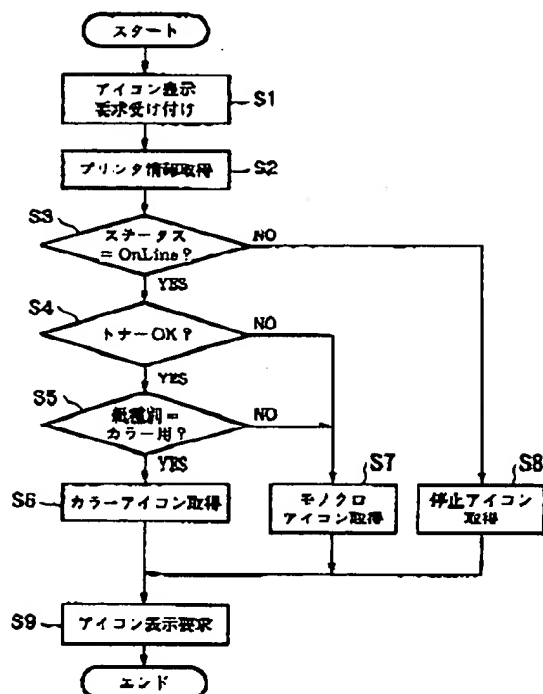 スタート
アイコン表示
要求受け付け
S1
プリンタ情報取得
S2
S3
ステータス
= OnLine?
NO
YES
S4
トナーOK?
NO
YES
S5
紙種別=
カラー用?
NO
YES
S6
カラーアイコン取得
S7
モノクロ
アイコン取得
S8
停止アイコン
取得
S9
アイコン表示要求
エンド